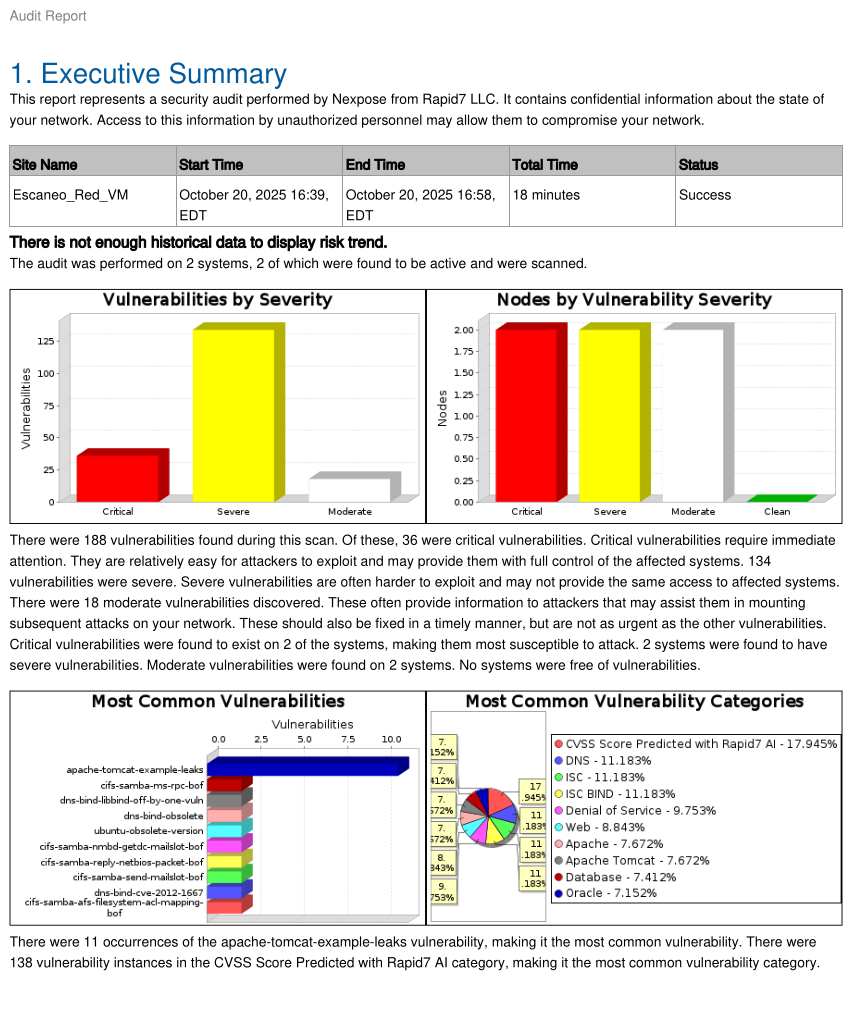 Audit Report
1. Executive Summary
This report represents a security audit performed by Nexpose from Rapid7 LLC. It contains confidential information about the state of
your network. Access to this information by unauthorized personnel may allow them to compromise your network.
Site Name Start Time End Time Total Time Status
Escaneo_Red_VM October 20, 2025 16:39, October 20, 2025 16:58, 18 minutes Success
EDT EDT
There is not enough historical data to display risk trend.
The audit was performed on 2 systems, 2 of which were found to be active and were scanned.
Vulnerabilities by Severity
Vulnerabilities
125
100
75
50
25
0
Critical Severe Moderate
Nodes by Vulnerability Severity
Nodes
2.00
1.75
1.50
1.25
1.00
0.75
0.50
0.25
0.00
Critical Severe Moderate Clean
There were 188 vulnerabilities found during this scan. Of these, 36 were critical vulnerabilities. Critical vulnerabilities require immediate
attention. They are relatively easy for attackers to exploit and may provide them with full control of the affected systems. 134
vulnerabilities were severe. Severe vulnerabilities are often harder to exploit and may not provide the same access to affected systems.
There were 18 moderate vulnerabilities discovered. These often provide information to attackers that may assist them in mounting
subsequent attacks on your network. These should also be fixed in a timely manner, but are not as urgent as the other vulnerabilities.
Critical vulnerabilities were found to exist on 2 of the systems, making them most susceptible to attack. 2 systems were found to have
severe vulnerabilities. Moderate vulnerabilities were found on 2 systems. No systems were free of vulnerabilities.
Most Common Vulnerabilities
Vulnerabilities
0.0 2.5 5.0 7.5 10.0
apache-tomcat-example-leaks
cifs-samba-ms-rpc-bof
dns-bind-libbind-off-by-one-vuln
dns-bind-obsolete
ubuntu-obsolete-version
cifs-samba-nmbd-getdc-mailslot-bof
cifs-samba-reply-netbios-packet-bof
cifs-samba-send-mailslot-bof
dns-bind-cve-2012-1667
cifs-samba-afs-filesystem-acl-mapping-
bof
Most Common Vulnerability Categories
7.
152%
7.
412%
7.
672%
7.
672%
8.
843%
9.
753%
17
.945%
11
.183%
11
.183%
11
.183%
CVSS Score Predicted with Rapid7 AI - 17.945%
DNS - 11.183%
ISC - 11.183%
ISC BIND - 11.183%
Denial of Service - 9.753%
Web - 8.843%
Apache - 7.672%
Apache Tomcat - 7.672%
Database - 7.412%
Oracle - 7.152%
There were 11 occurrences of the apache-tomcat-example-leaks vulnerability, making it the most common vulnerability. There were
138 vulnerability instances in the CVSS Score Predicted with Rapid7 AI category, making it the most common vulnerability category.